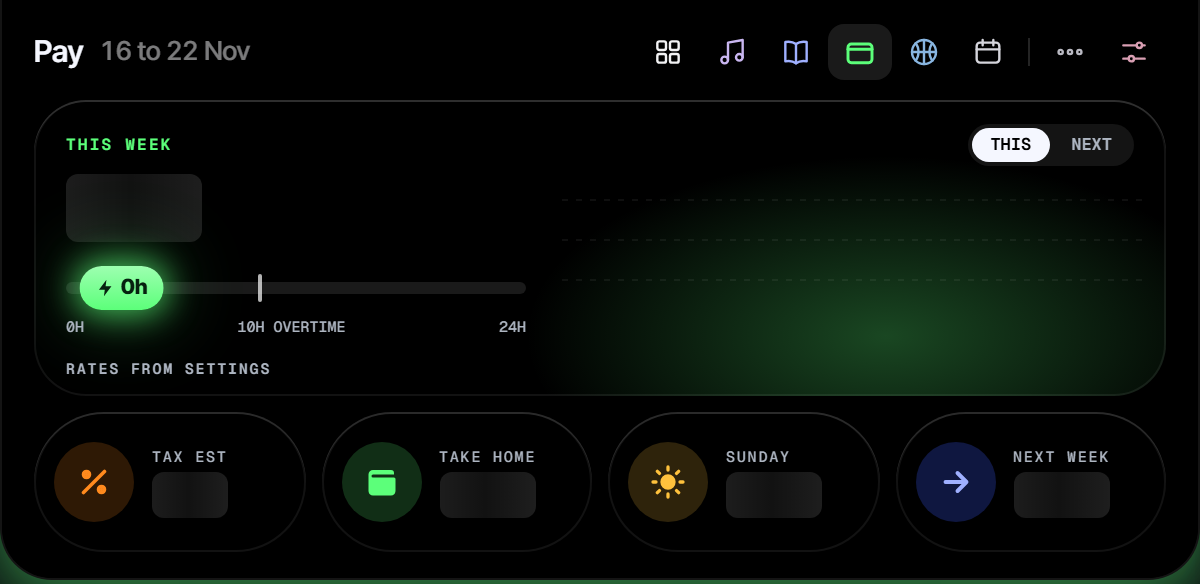 Pay 16 to 22 Nov
THIS WEEK
THIS NEXT
0h
0H 10H OVERTIME 24H
RATES FROM SETTINGS
TAX EST
TAKE HOME
SUNDAY
NEXT WEEK